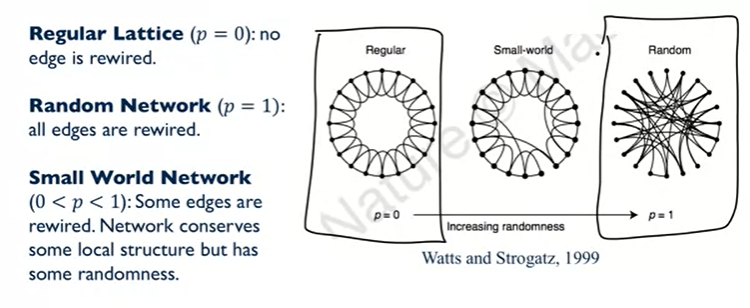 Regular Lattice (p = 0): no
edge is rewired.
Random Network (p = 1):
all edges are rewired.
Small World Network
(0 < p < 1): Some edges are
rewired. Network conserves
some local structure but has
some randomness.
Regular
Small-world
Random
Nature © Ma
p = 0
Increasing randomness
p = 1
Watts and Strogatz, 1999